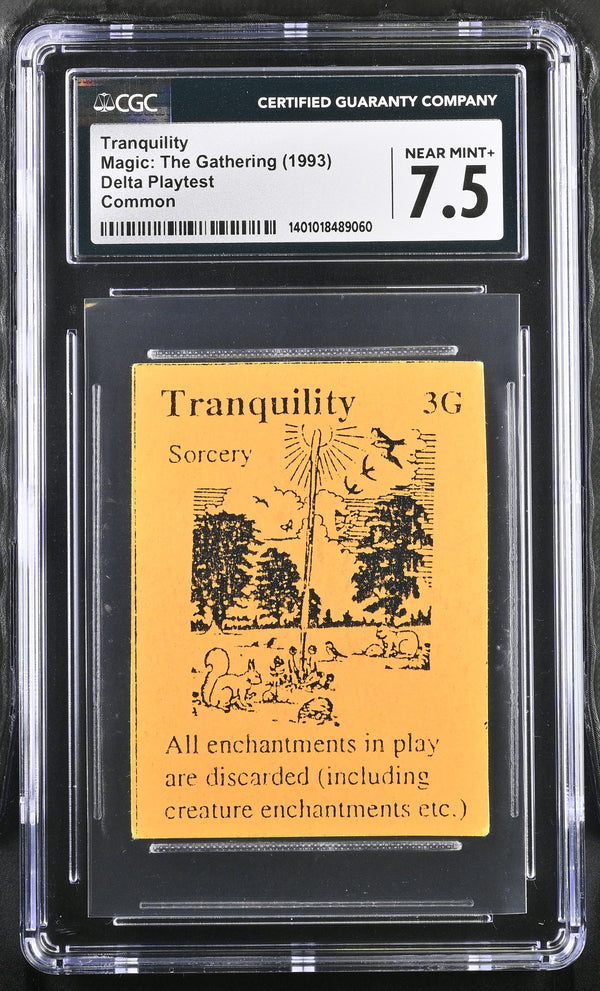 CGC
CERTIFIED GUARANTY COMPANY
Tranquility
Magic: The Gathering (1993)
Delta Playtest
Common
1401018489060
NEAR MINT+
7.5
Tranquility 3G
Sorcery
All enchantments in play
are discarded (including
creature enchantments etc.)